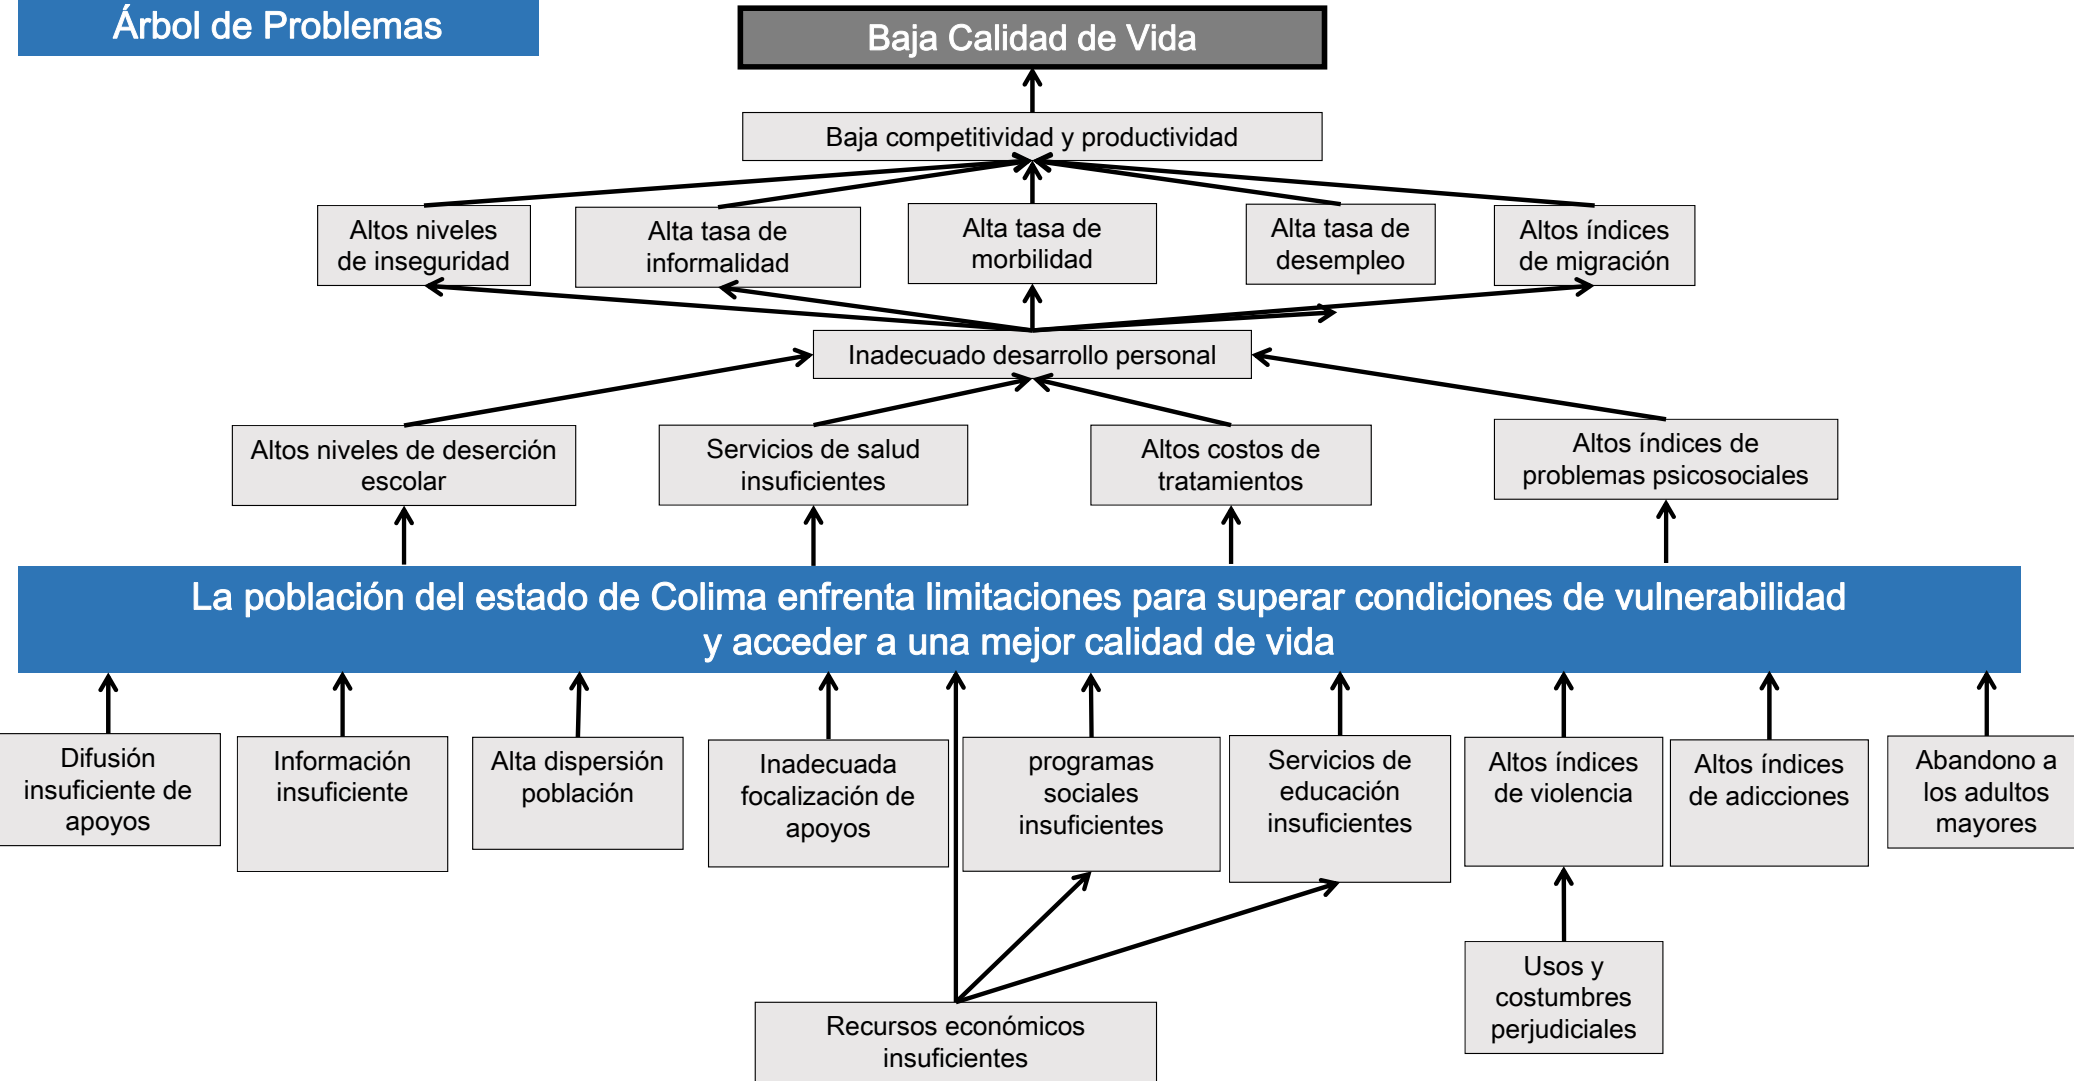 Árbol de Problemas
Baja Calidad de Vida
Baja competitividad y productividad
Altos niveles
de inseguridad
Alta tasa de
informalidad
Alta tasa de
morbilidad
Alta tasa de
desempleo
Altos índices
de migración
Inadecuado desarrollo personal
Altos niveles de deserción
escolar
Servicios de salud
insuficientes
Altos costos de
tratamientos
Altos índices de
problemas psicosociales
La población del estado de Colima enfrenta limitaciones para superar condiciones de vulnerabilidad
y acceder a una mejor calidad de vida
Difusión
insuficiente de
apoyos
Información
insuficiente
Alta dispersión
población
Inadecuada
focalización de
apoyos
programas
sociales
insuficientes
Servicios de
educación
insuficientes
Altos índices
de violencia
Altos índices
de adicciones
Abandono a
los adultos
mayores
Recursos económicos
insuficientes
Usos y
costumbres
perjudiciales